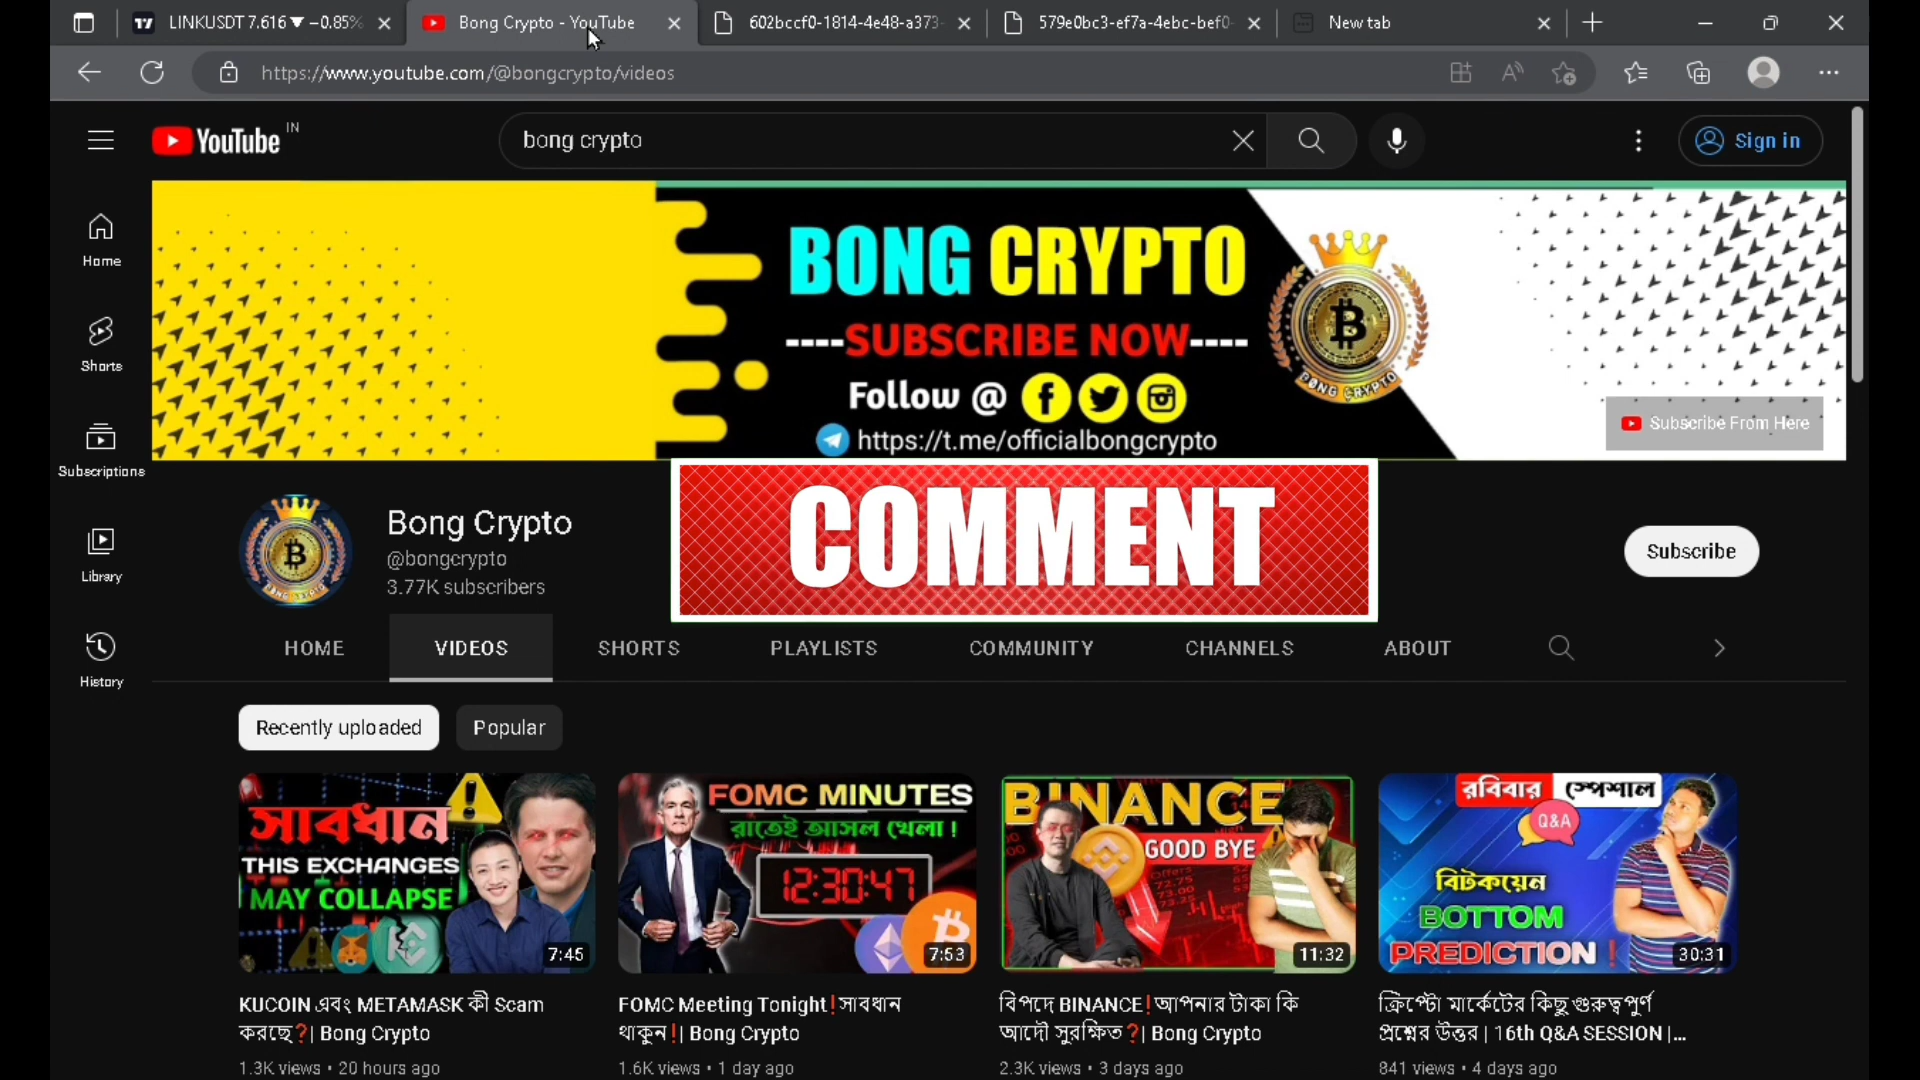 LINKUSDT 7.616 ▼ −0.85%
Bong Crypto - YouTube
602bccf0-1814-4e48-a373-
579e0bc3-ef7a-4ebc-bef0-
New tab
https://www.youtube.com/@bongcrypto/videos
YouTube IN
bong crypto
Sign in
Home
Shorts
Subscriptions
Library
History
BONG CRYPTO
----SUBSCRIBE NOW----
Follow @
https://t.me/officialbongcrypto
BONG CRYPTO
Subscribe From Here
COMMENT
Bong Crypto
@bongcrypto
3.77K subscribers
Subscribe
HOME VIDEOS SHORTS PLAYLISTS COMMUNITY CHANNELS ABOUT
Recently uploaded Popular
সাবধান
THIS EXCHANGES
MAY COLLAPSE
7:45
FOMC MINUTES
রাতেই আসল খেলা !
12:30:47
7:53
BINANCE
GOOD BYE
11:32
রবিবার স্পেশাল
Q&A
বিটকয়েন
BOTTOM
PREDICTION !
30:31
KUCOIN এবং METAMASK কী Scam
করছে❓| Bong Crypto
1.3K views • 20 hours ago
FOMC Meeting Tonight❗সাবধান
থাকুন❗| Bong Crypto
1.6K views • 1 day ago
বিপদে BINANCE❗আপনার টাকা কি
আদৌ সুরক্ষিত❓| Bong Crypto
2.3K views • 3 days ago
ক্রিপ্টো মার্কেটের কিছু গুরুত্বপূর্ণ
প্রশ্নের উত্তর | 16th Q&A SESSION |...
841 views • 4 days ago